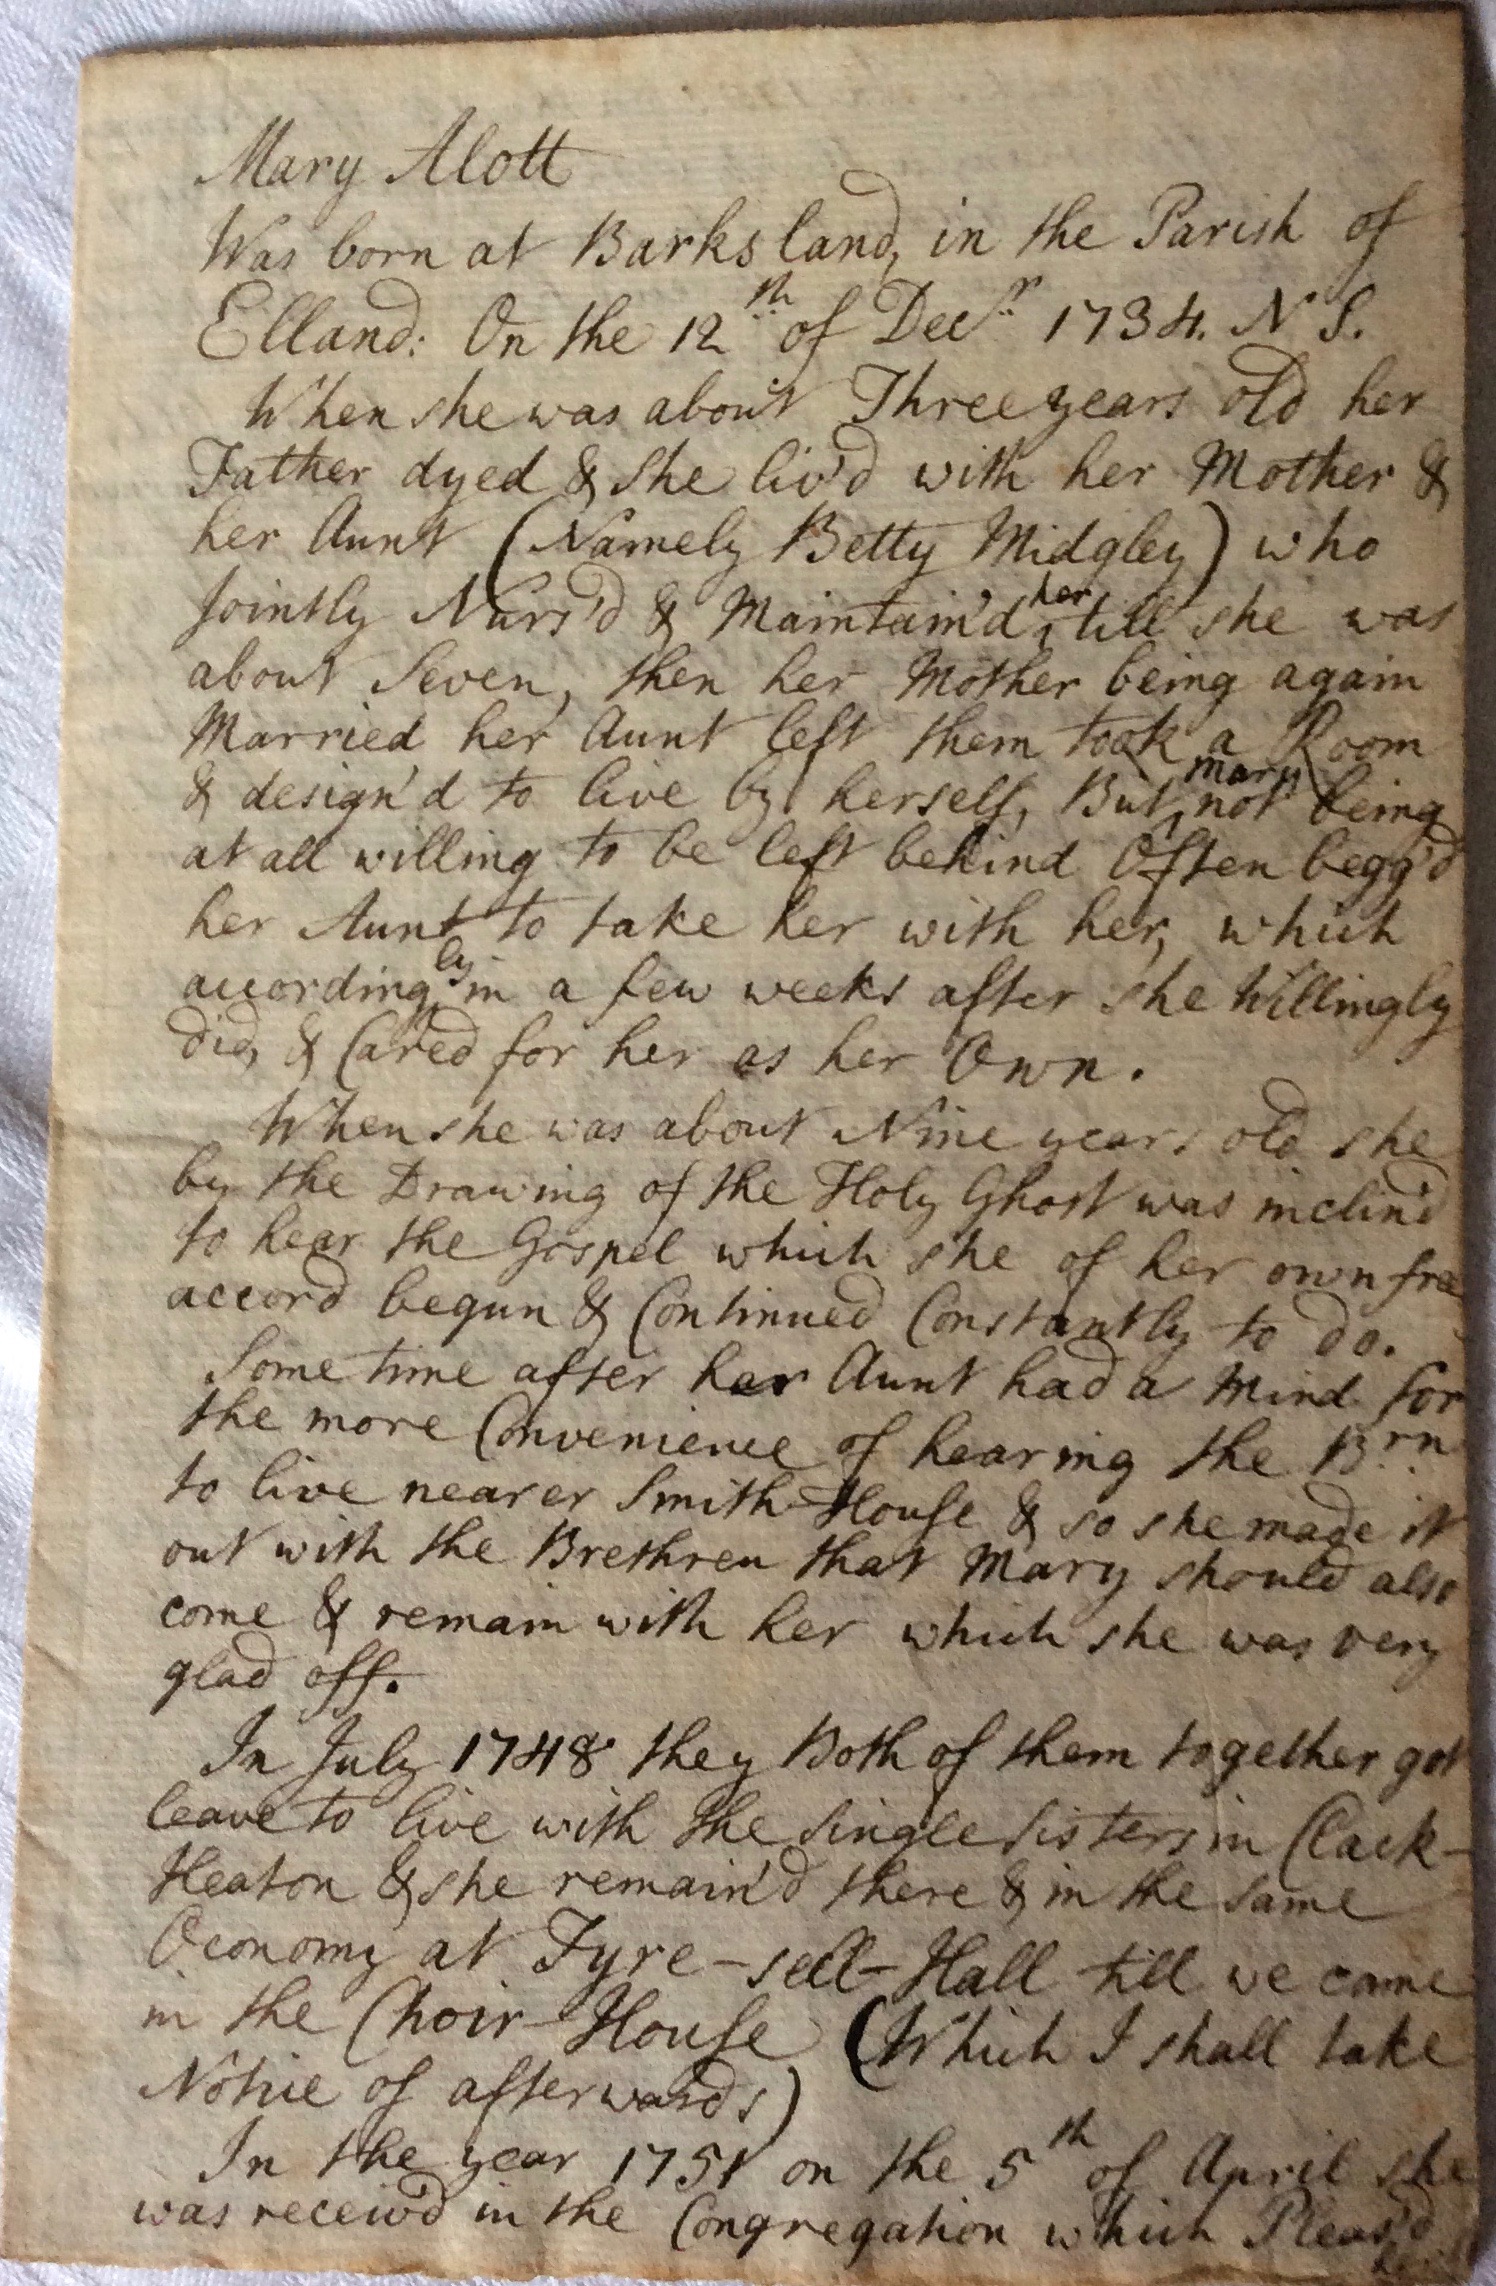 Mary Alott
Was born at Barksland, in the Parish of
Elland: On the 12th of Decr 1734. N S.
When she was about Three years old her
Father dyed & She liv'd with her Mother &
her Aunt (Namely Betty Midgley) who
Jointly Nurs'd & Maintain'd her till she was
about Seven, then her Mother being again
Married, her Aunt left them took a Room
& design'd to live by herself, But mary not being
at all willing to be left behind Often begg'd
her Aunt to take her with her, which
accordingly in a few weeks after she Willingly
did, & Cared for her as her Own.
When she was about Nine years old she
by the Drawing of the Holy Ghost was inclin'd
to hear the Gospel which she of her own free
accord begun & Continued Constantly to do.
Some time after her Aunt had a Mind for
the more Convenience of hearing the Brn
to live nearer Smith-House & so she made it
out with the Brethren that Mary should also
come & remain with her which she was very
glad off.
In July 1748 they Both of them together got
leave to live with the Single Sisters in Clack-
Heaton & she remain'd there & in the same
Oconomy at Fyre-sell-Hall till we came
in the Choir-House (Which I shall take
Notice of afterwards)
In the year 1751 on the 5th of April she
was receiv'd in the Congregation which Pleas'd